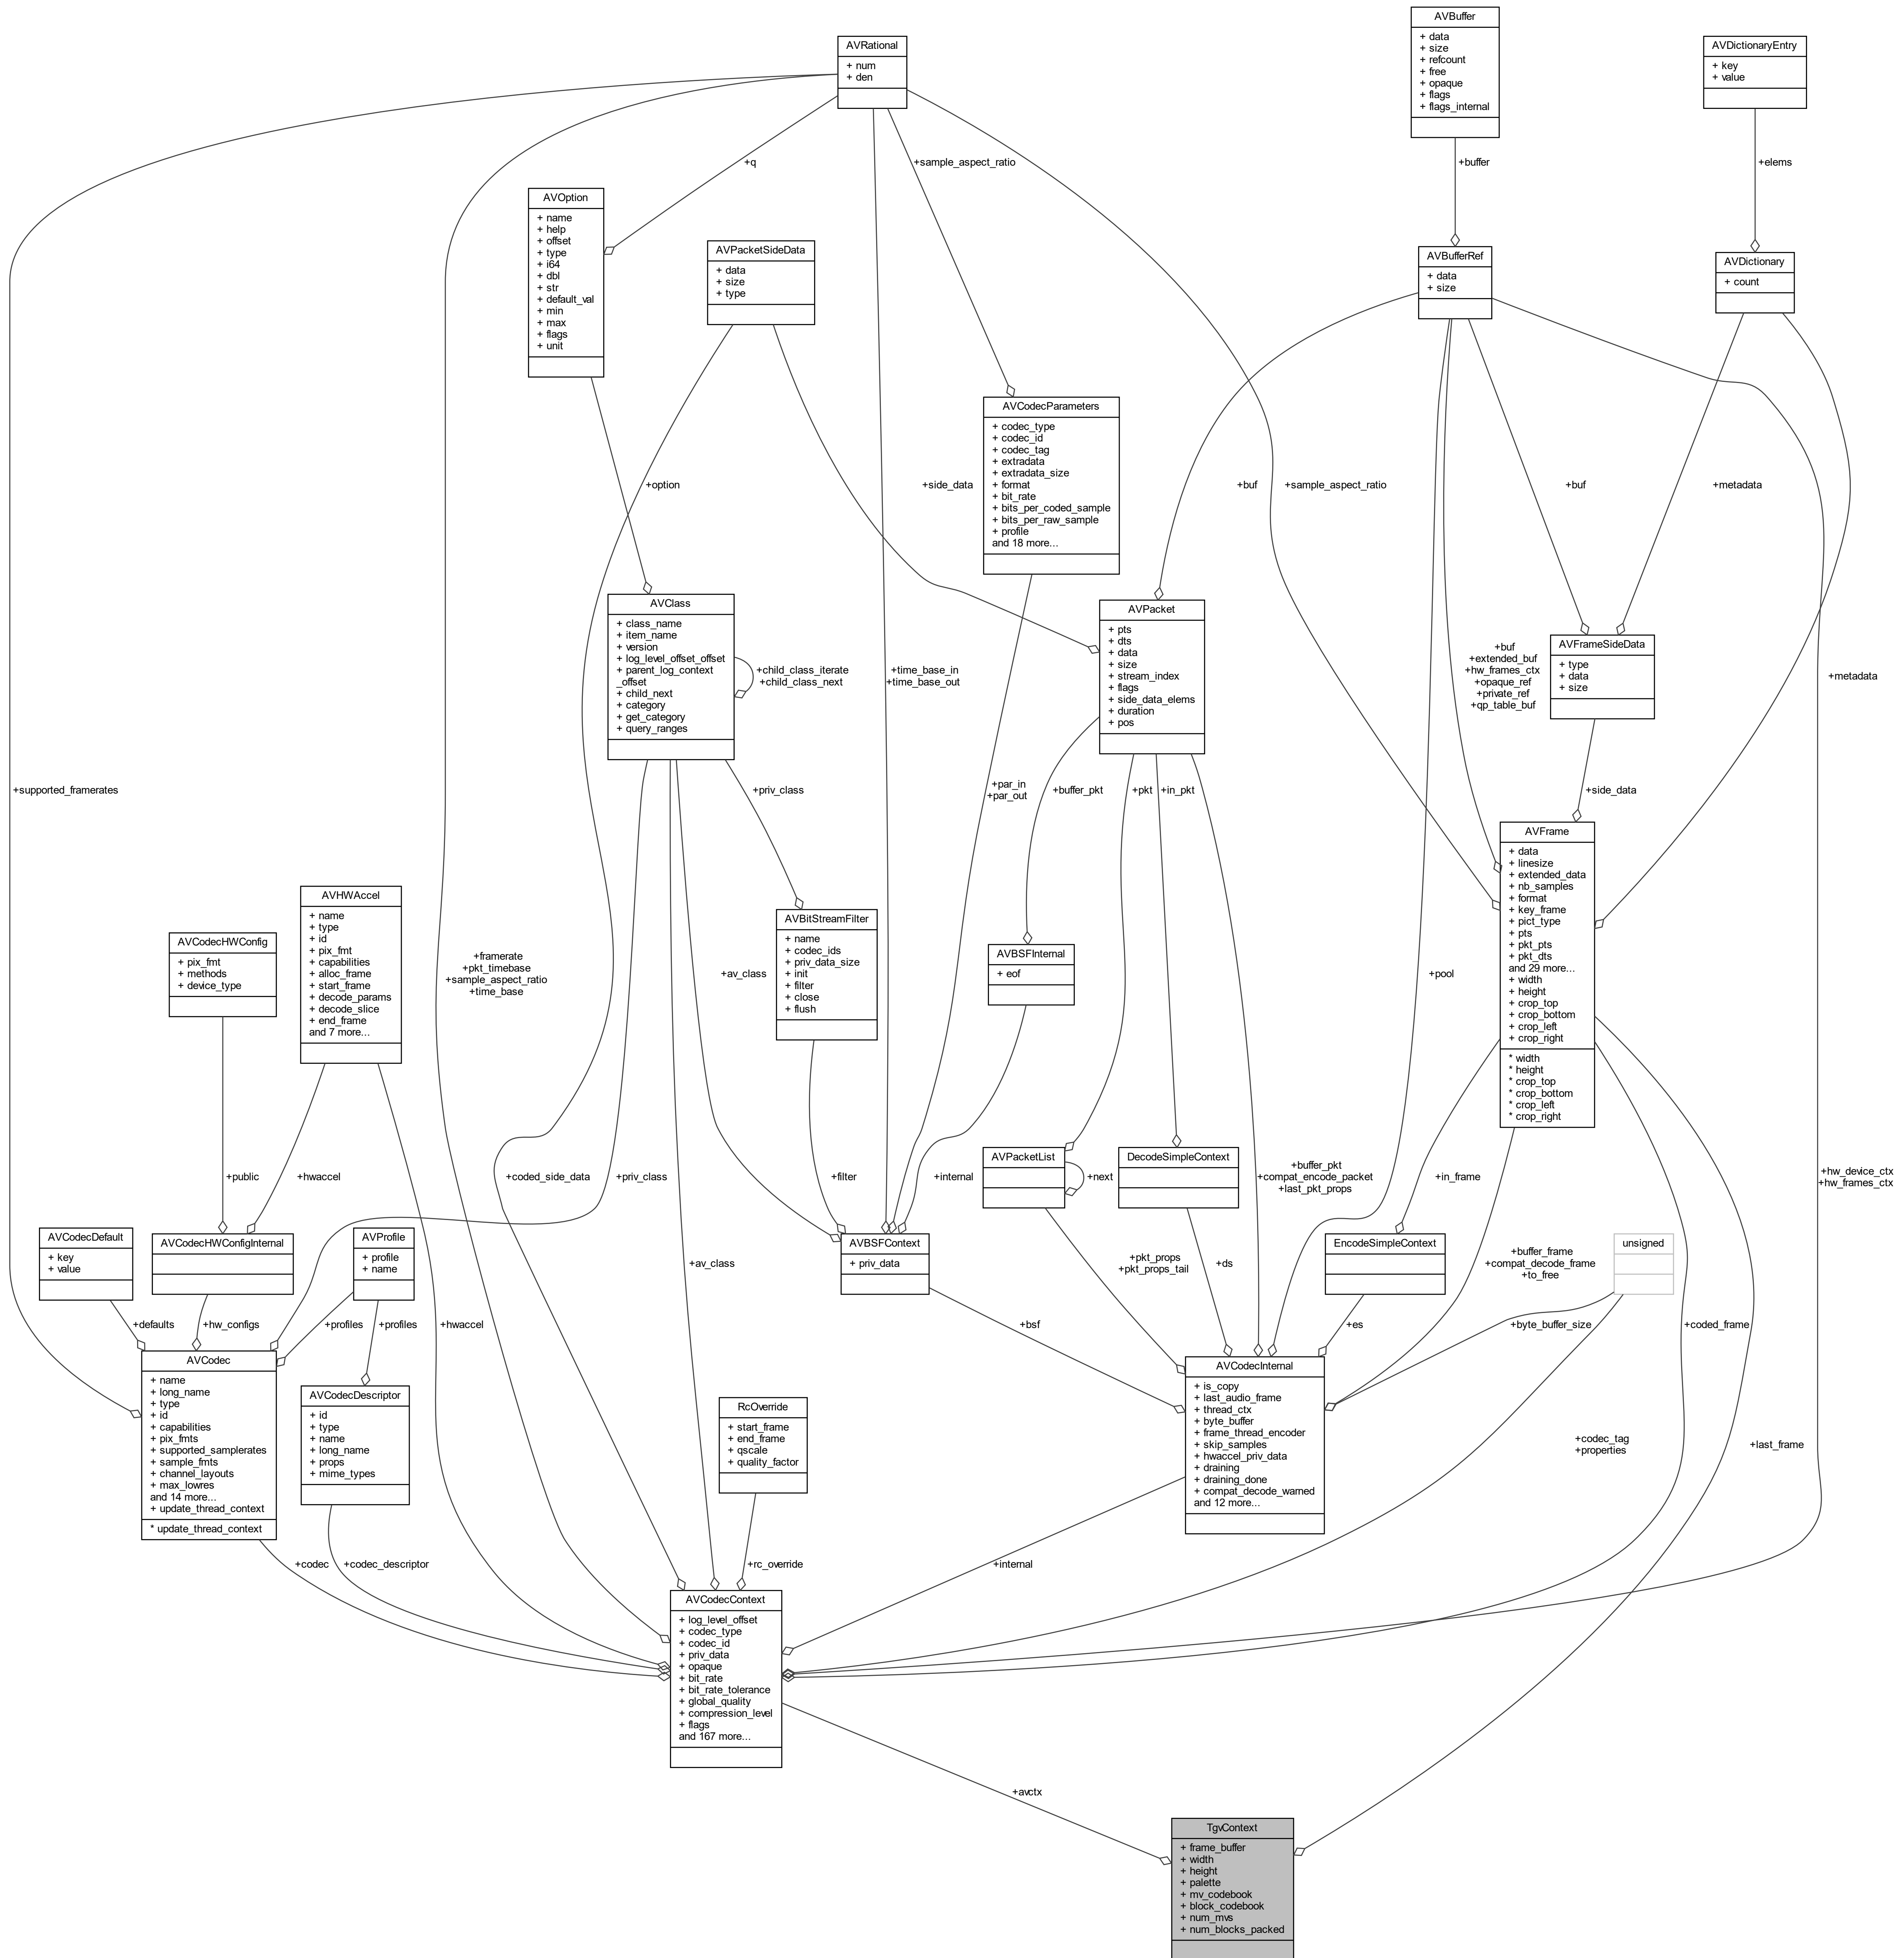 AVBuffer
+ data
+ size
+ refcount
+ free
+ opaque
+ flags
+ flags_internal
AVRational
+ num
+ den
AVDictionaryEntry
+ key
+ value
+q
+sample_aspect_ratio
+buffer
+elems
AVOption
+ name
+ help
+ offset
+ type
+ i64
+ dbl
+ str
+ default_val
+ min
+ max
+ flags
+ unit
AVPacketSideData
+ data
+ size
+ type
AVBufferRef
+ data
+ size
AVDictionary
+ count
AVCodecParameters
+ codec_type
+ codec_id
+ codec_tag
+ extradata
+ extradata_size
+ format
+ bit_rate
+ bits_per_coded_sample
+ bits_per_raw_sample
+ profile
and 18 more...
+option
+side_data
+buf
+sample_aspect_ratio
+buf
+metadata
AVClass
+ class_name
+ item_name
+ version
+ log_level_offset_offset
+ parent_log_context
_offset
+ child_next
+ category
+ get_category
+ query_ranges
+child_class_iterate
+child_class_next
+time_base_in
+time_base_out
AVPacket
+ pts
+ dts
+ data
+ size
+ stream_index
+ flags
+ side_data_elems
+ duration
+ pos
+buf
+extended_buf
+hw_frames_ctx
+opaque_ref
+private_ref
+qp_table_buf
AVFrameSideData
+ type
+ data
+ size
+metadata
+supported_framerates
+priv_class
+par_in
+par_out
+buffer_pkt
+pkt
+in_pkt
+side_data
AVFrame
+ data
+ linesize
+ extended_data
+ nb_samples
+ format
+ key_frame
+ pict_type
+ pts
+ pkt_pts
+ pkt_dts
and 29 more...
+ width
+ height
+ crop_top
+ crop_bottom
+ crop_left
+ crop_right
* width
* height
* crop_top
* crop_bottom
* crop_left
* crop_right
AVHWAccel
+ name
+ type
+ id
+ pix_fmt
+ capabilities
+ alloc_frame
+ start_frame
+ decode_params
+ decode_slice
+ end_frame
and 7 more...
AVCodecHWConfig
+ pix_fmt
+ methods
+ device_type
+framerate
+pkt_timebase
+sample_aspect_ratio
+time_base
+av_class
AVBitStreamFilter
+ name
+ codec_ids
+ priv_data_size
+ init
+ filter
+ close
+ flush
AVBSFInternal
+ eof
+pool
+public
+hwaccel
+coded_side_data
+priv_class
+filter
+internal
AVPacketList
+next
DecodeSimpleContext
+buffer_pkt
+compat_encode_packet
+last_pkt_props
+in_frame
+hw_device_ctx
+hw_frames_ctx
AVCodecDefault
+ key
+ value
AVCodecHWConfigInternal
AVProfile
+ profile
+ name
+av_class
AVBSFContext
+ priv_data
+pkt_props
+pkt_props_tail
+ds
EncodeSimpleContext
+buffer_frame
+compat_decode_frame
+to_free
unsigned
+defaults
+hw_configs
+profiles
+profiles
+hwaccel
+bsf
+es
+byte_buffer_size
+coded_frame
AVCodec
+ name
+ long_name
+ type
+ id
+ capabilities
+ pix_fmts
+ supported_samplerates
+ sample_fmts
+ channel_layouts
+ max_lowres
and 14 more...
+ update_thread_context
* update_thread_context
AVCodecDescriptor
+ id
+ type
+ name
+ long_name
+ props
+ mime_types
RcOverride
+ start_frame
+ end_frame
+ qscale
+ quality_factor
AVCodecInternal
+ is_copy
+ last_audio_frame
+ thread_ctx
+ byte_buffer
+ frame_thread_encoder
+ skip_samples
+ hwaccel_priv_data
+ draining
+ draining_done
+ compat_decode_warned
and 12 more...
+codec_tag
+properties
+last_frame
+codec
+codec_descriptor
+rc_override
+internal
AVCodecContext
+ log_level_offset
+ codec_type
+ codec_id
+ priv_data
+ opaque
+ bit_rate
+ bit_rate_tolerance
+ global_quality
+ compression_level
+ flags
and 167 more...
+avctx
TgvContext
+ frame_buffer
+ width
+ height
+ palette
+ mv_codebook
+ block_codebook
+ num_mvs
+ num_blocks_packed